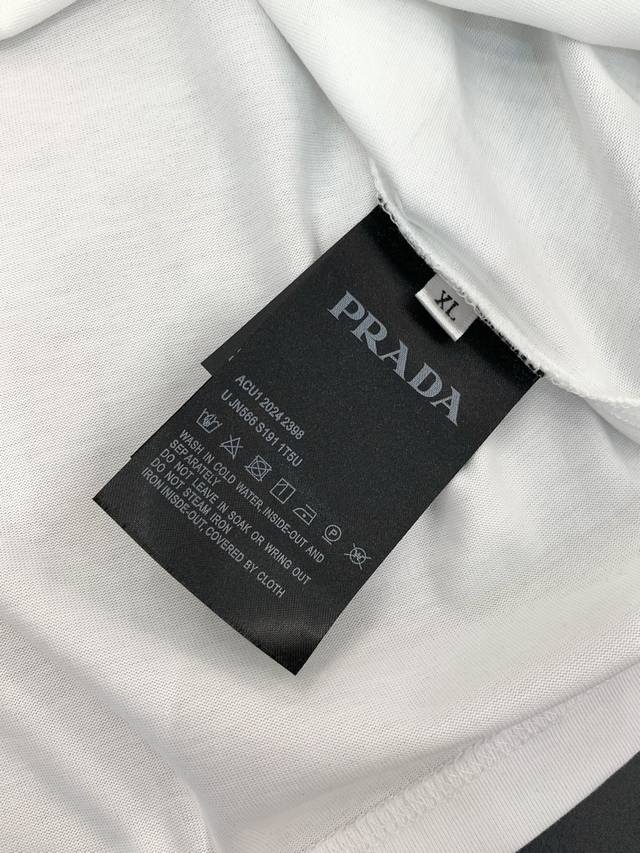 XL
PRADA
ACU1 2024 2398
U JN566 S191 1T5U
WASH IN COLD WATER, INSIDE-OUT AND
SEPARATELY
DO NOT LEAVE IN SOAK OR WRING OUT
DO NOT STEAM IRON
IRON INISDE-OUT, COVERED BY CLOTH